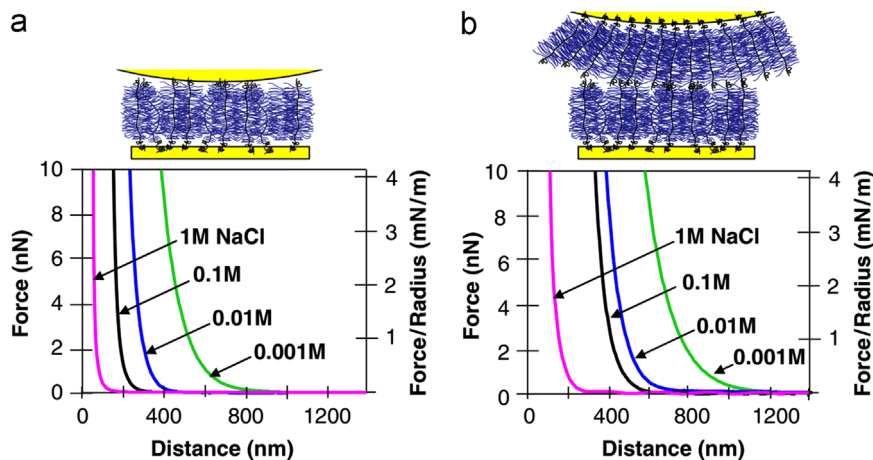 a
10
8
6
4
2
0
Force (nN)
4
3
2
1
Force/Radius (mN/m)
1M NaCl
0.1M
0.01M
0.001M
0
400
800
1200
Distance (nm)
b
10
8
6
4
2
0
Force (nN)
4
3
2
1
0
Force/Radius (mN/m)
1M NaCl
0.1M
0.01M
0.001M
0
400
800
1200
Distance (nm)